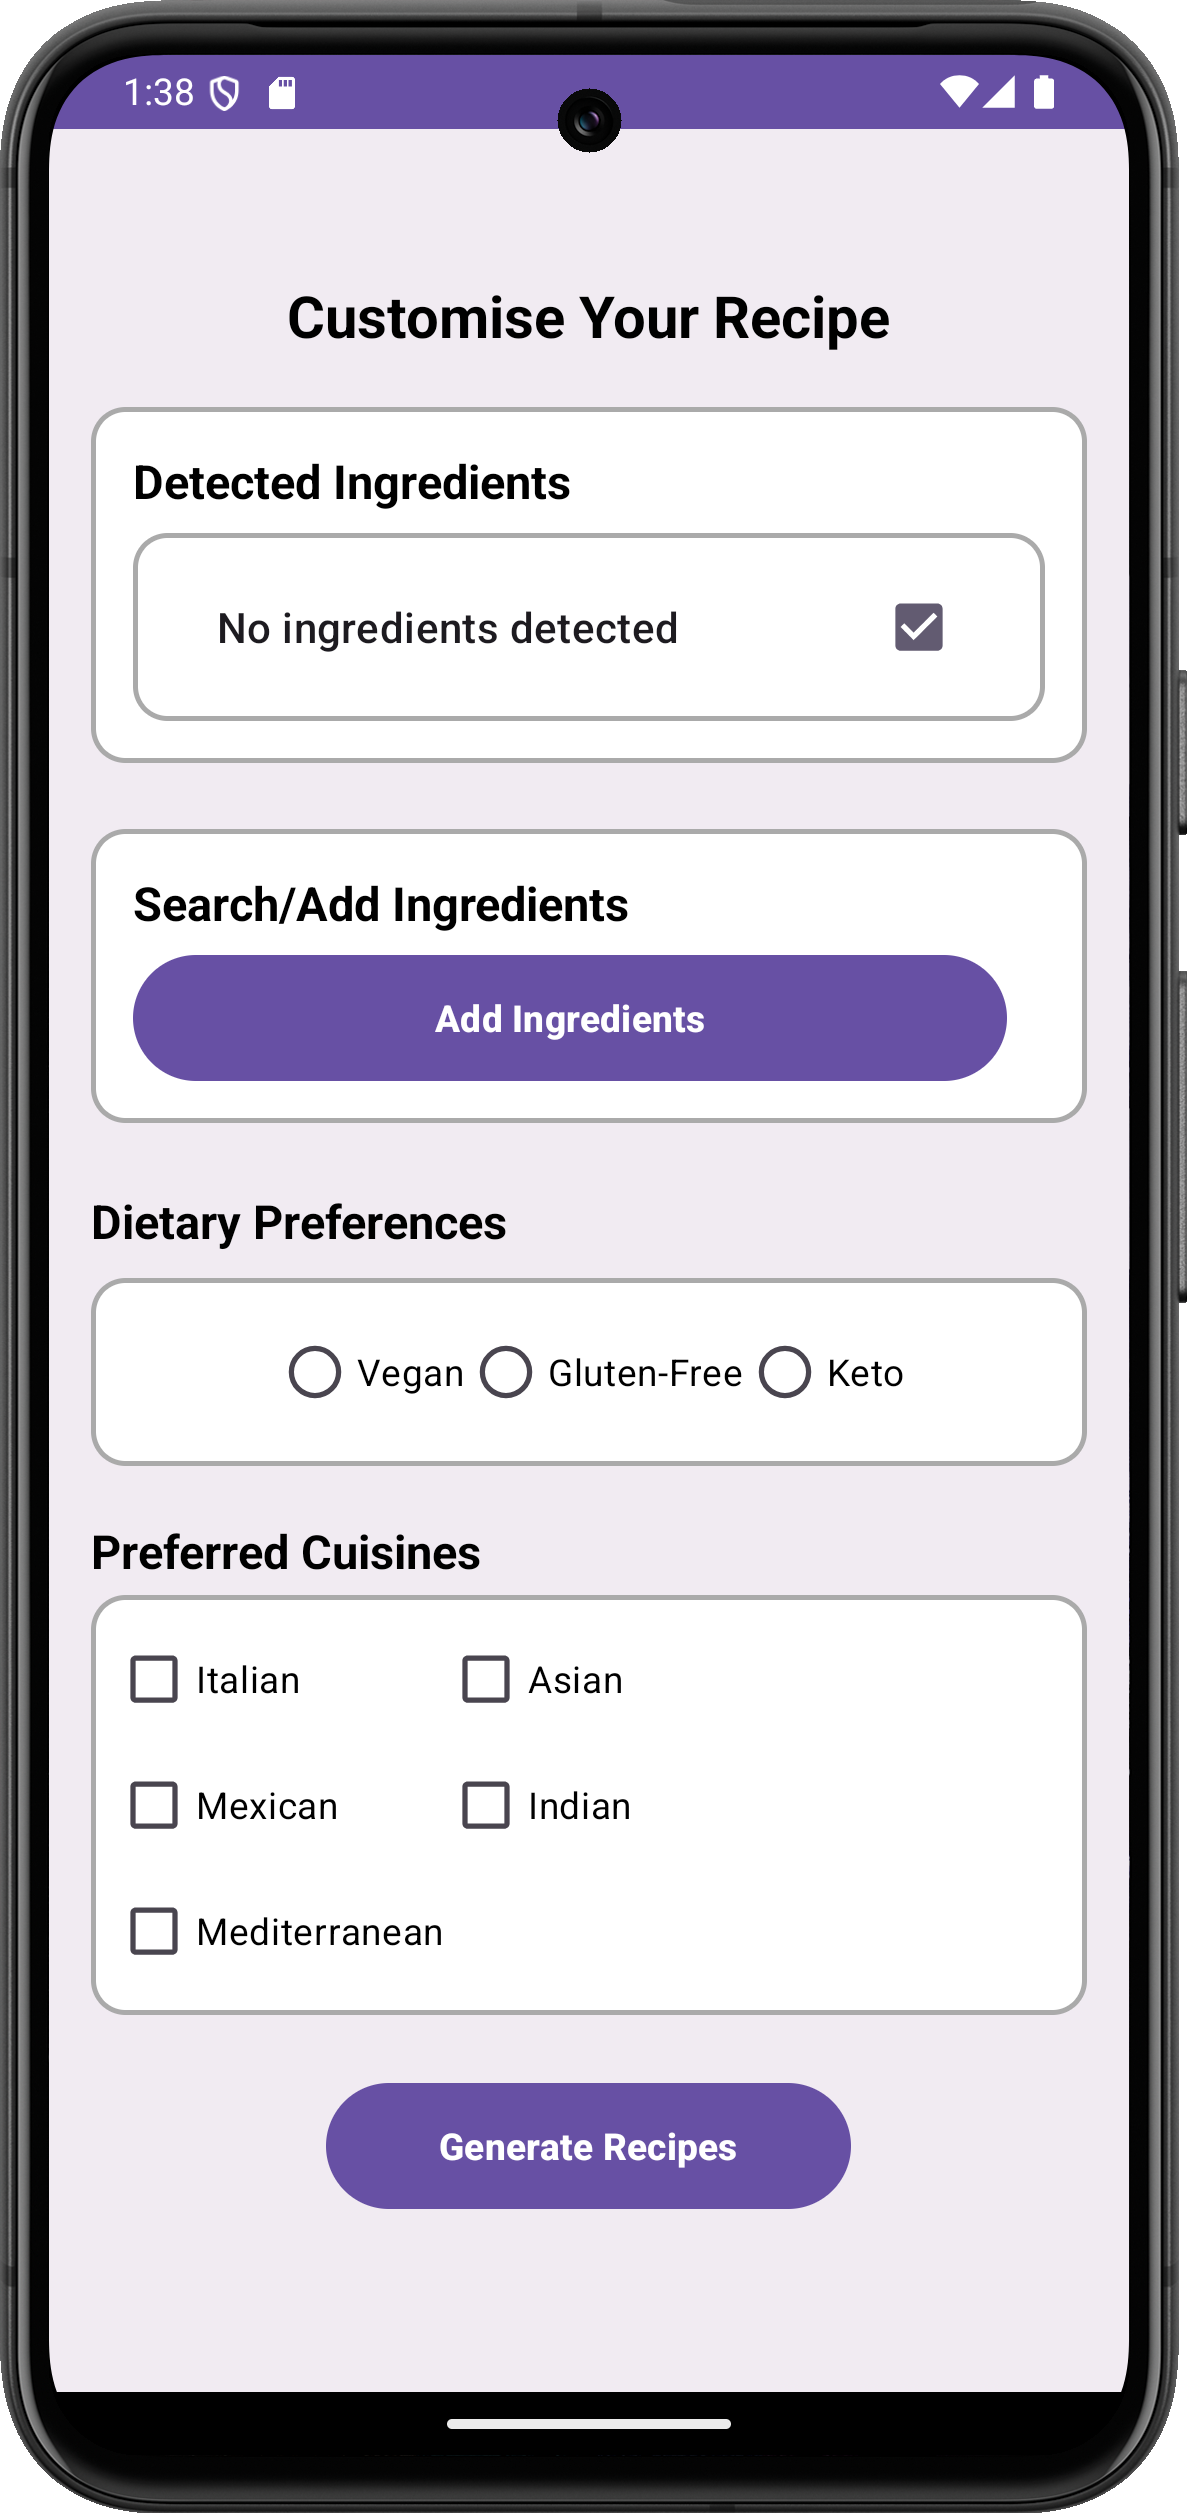 1:38
Customise Your Recipe
Detected Ingredients
No ingredients detected
Search/Add Ingredients
Add Ingredients
Dietary Preferences
Vegan Gluten-Free Keto
Preferred Cuisines
Italian Asian
Mexican Indian
Mediterranean
Generate Recipes